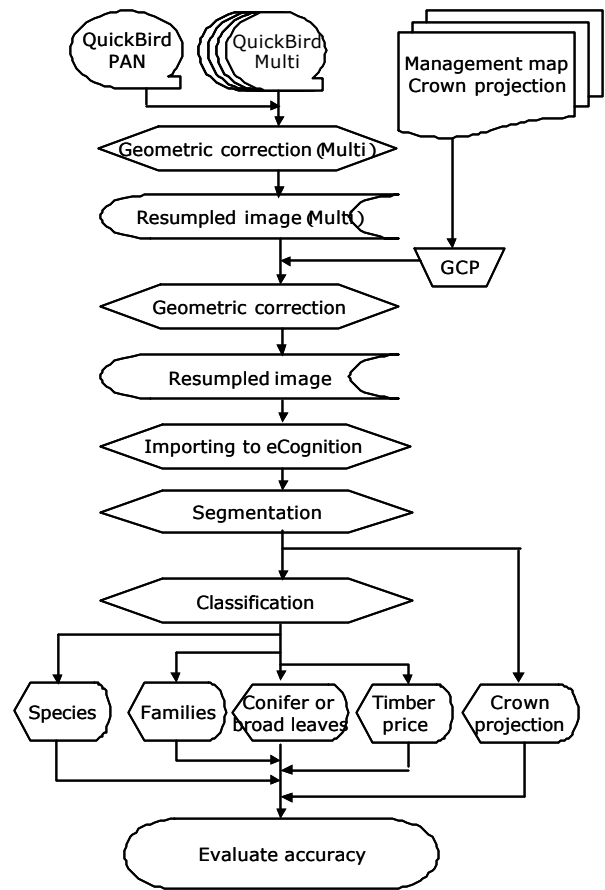 QuickBird
PAN
QuickBird
Multi
Management map
Crown projection
Geometric correction (Multi)
Resumpled image (Multi)
GCP
Geometric correction
Resumpled image
Importing to eCognition
Segmentation
Classification
Species
Families
Conifer or
broad leaves
Timber
price
Crown
projection
Evaluate accuracy